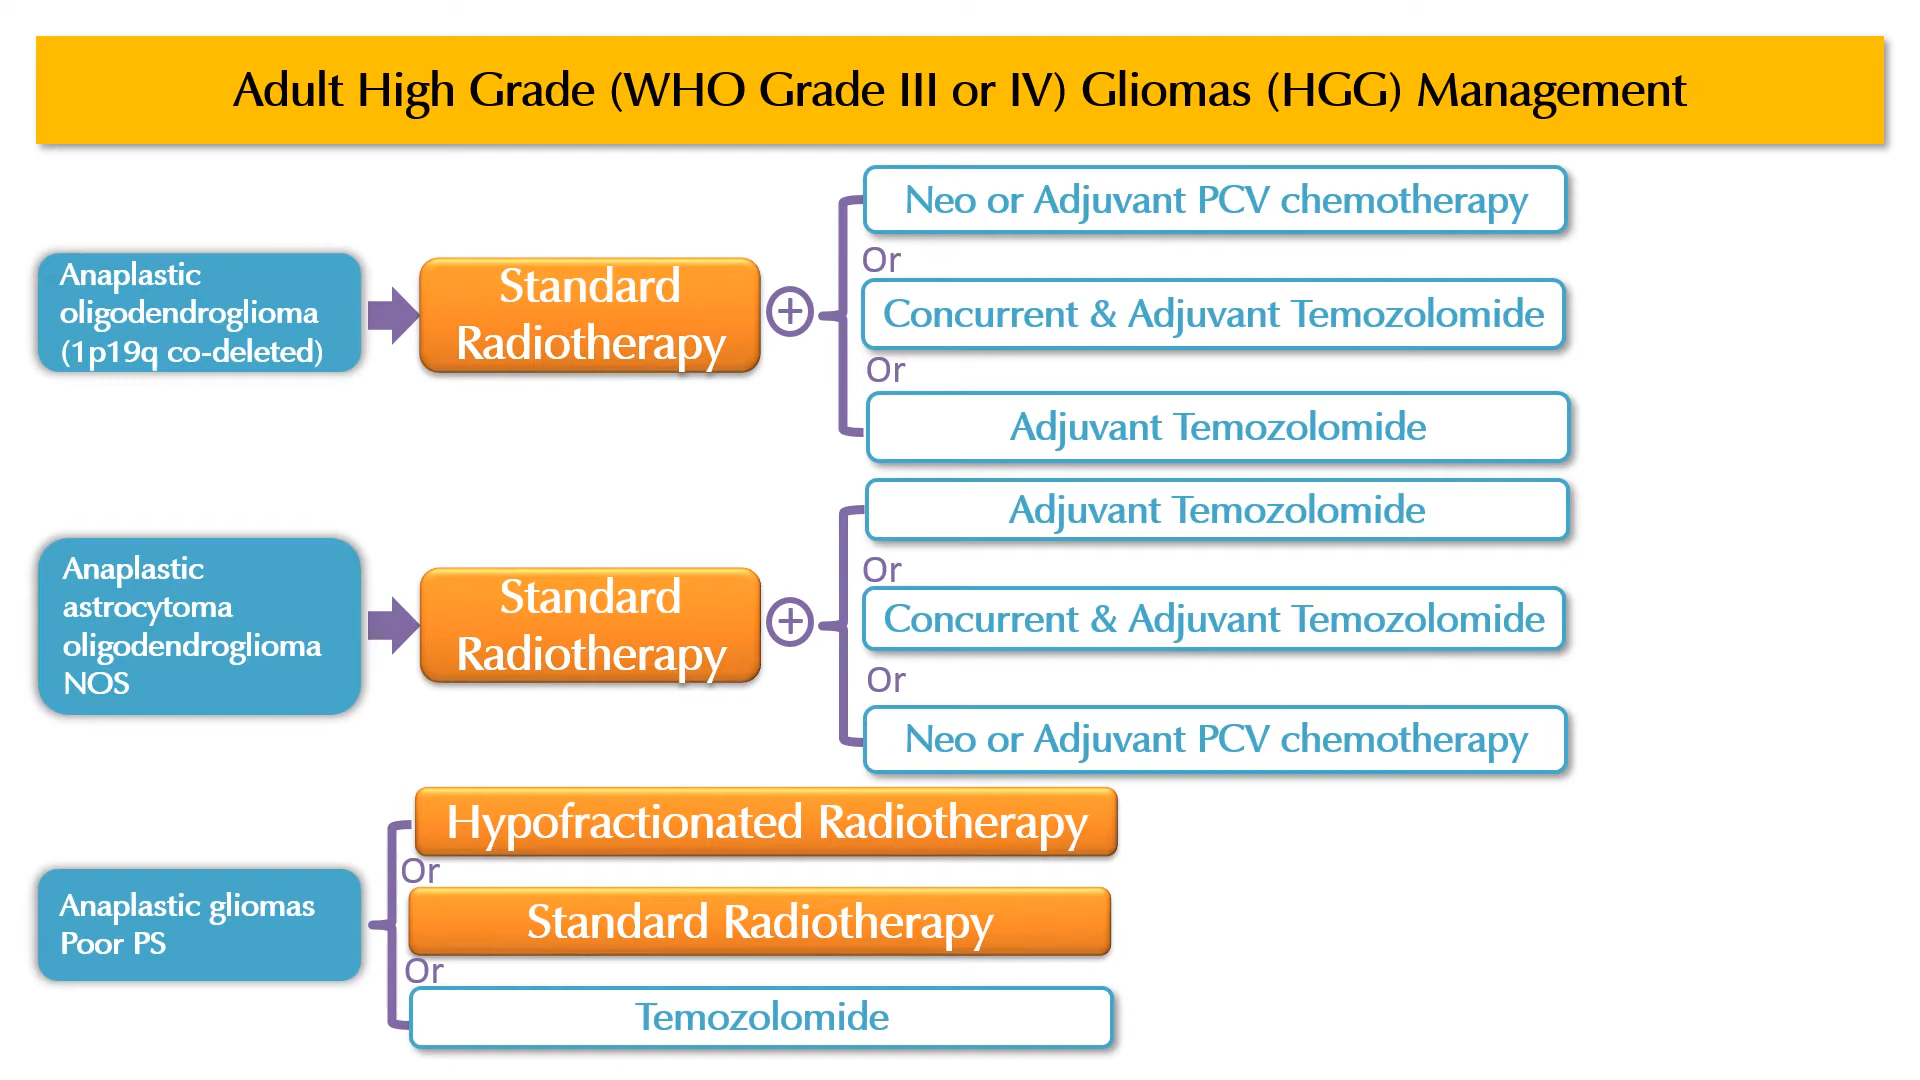 Adult High Grade (WHO Grade III or IV) Gliomas (HGG) Management
Anaplastic
oligodendroglioma
(1p19q co-deleted)
Standard
Radiotherapy
+
Neo or Adjuvant PCV chemotherapy
Or
Concurrent & Adjuvant Temozolomide
Or
Adjuvant Temozolomide
Anaplastic
astrocytoma
oligodendroglioma
NOS
Standard
Radiotherapy
+
Adjuvant Temozolomide
Or
Concurrent & Adjuvant Temozolomide
Or
Neo or Adjuvant PCV chemotherapy
Anaplastic gliomas
Poor PS
Hypofractionated Radiotherapy
Or
Standard Radiotherapy
Or
Temozolomide